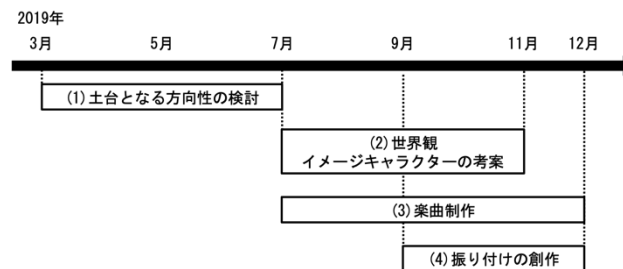 2019年
3月 5月 7月 9月 11月 12月
(1)土台となる方向性の検討
(2)世界観
イメージキャラクターの考案
(3)楽曲制作
(4)振り付けの創作